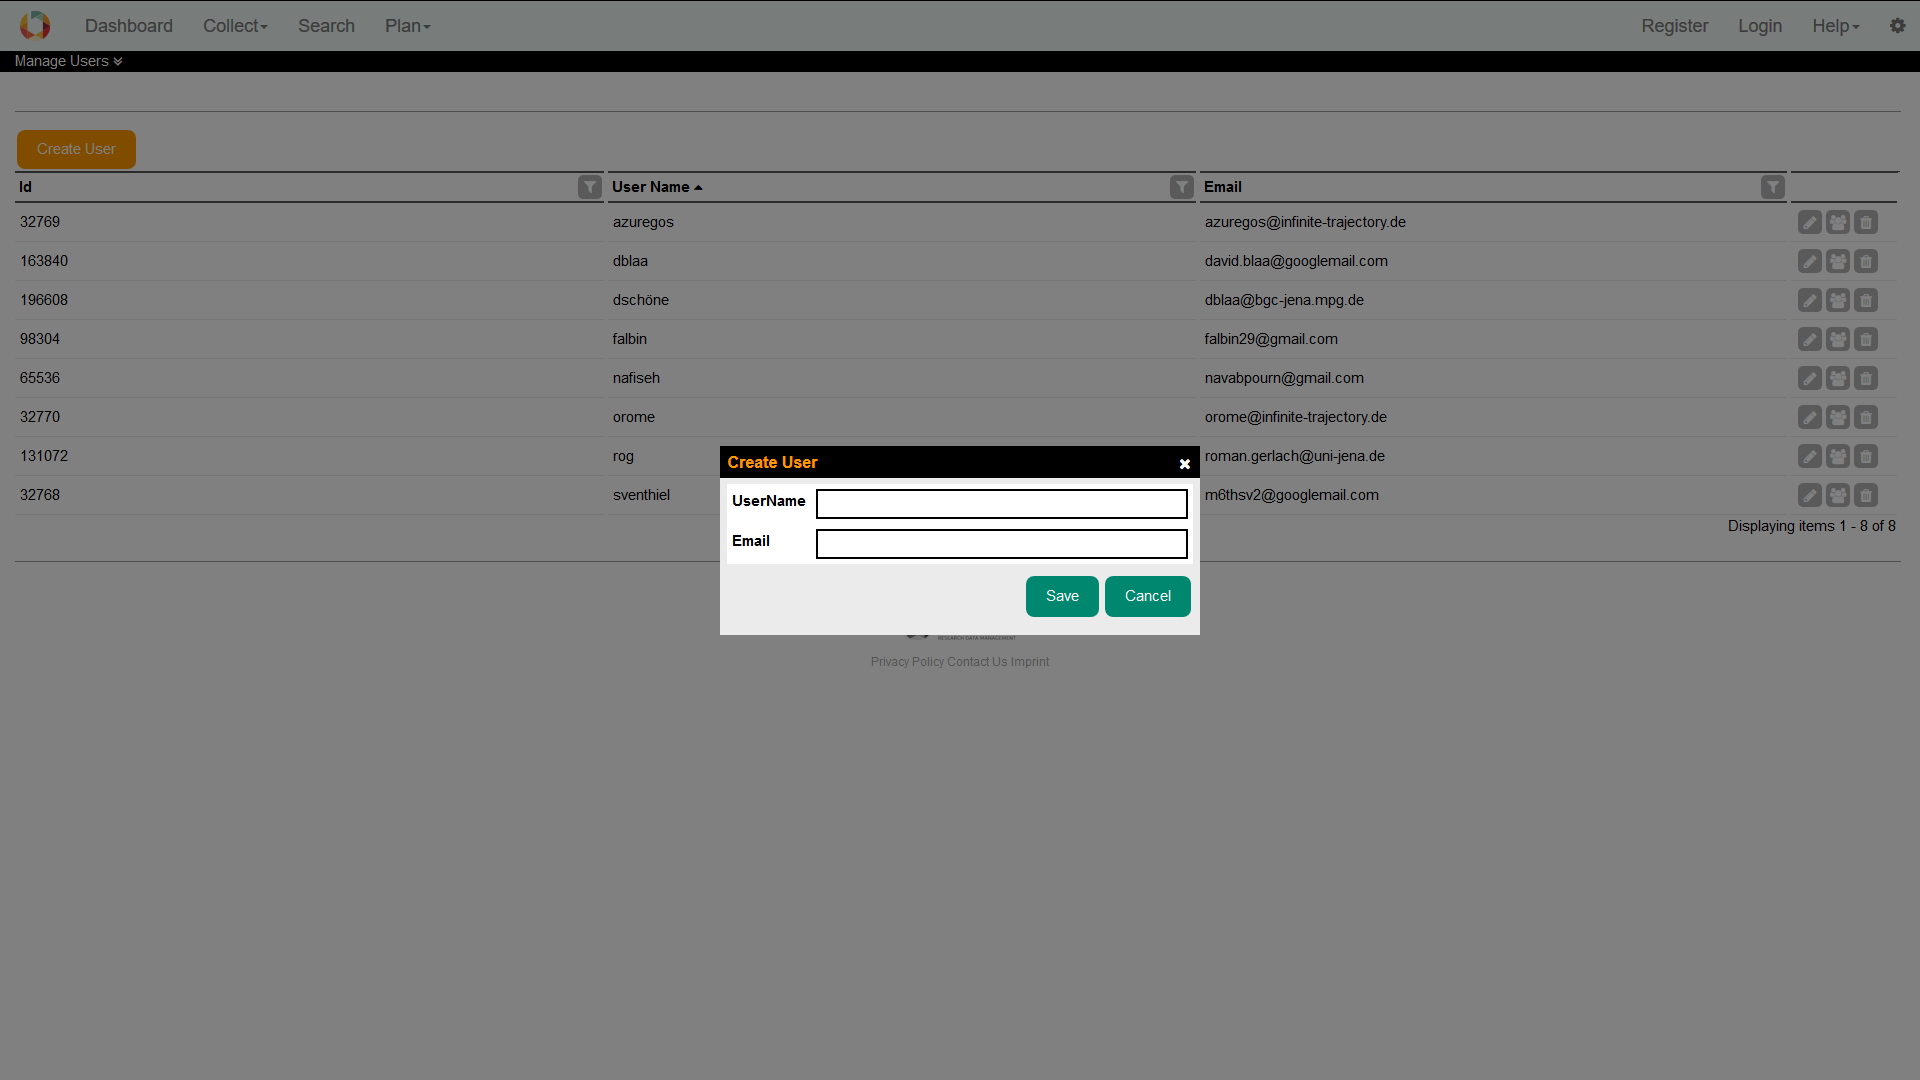 Dashboard Collect Search Plan Register Login Help
Manage Users
Create User
Id User Name Email
32769 azuregos azuregos@infinite-trajectory.de
163840 dblaa david.blaa@googlemail.com
196608 dschöne dblaa@bgc-jena.mpg.de
98304 falbin falbin29@gmail.com
65536 nafiseh navabpourn@gmail.com
32770 orome orome@infinite-trajectory.de
131072 rog roman.gerlach@uni-jena.de
32768 sventhiel m6thsv2@googlemail.com
Displaying items 1 - 8 of 8
Create User
UserName
Email
Save Cancel
RESEARCH DATA MANAGEMENT
Privacy Policy Contact Us Imprint